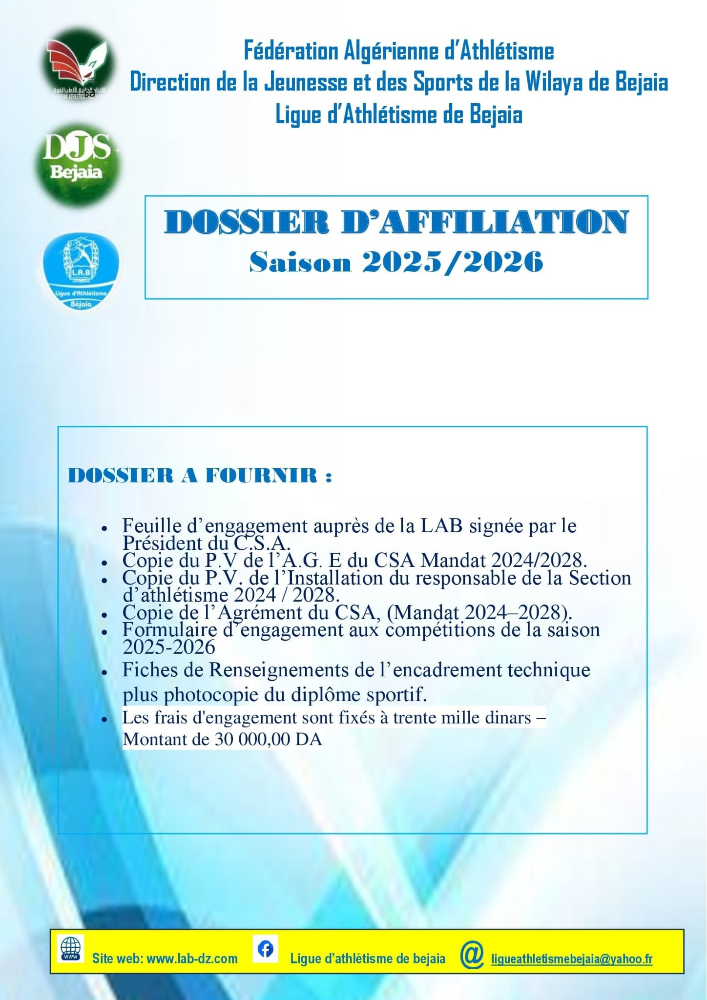 Fédération Algérienne d’Athlétisme
Direction de la Jeunesse et des Sports de la Wilaya de Bejaia
Ligue d’Athlétisme de Bejaia
DJS
Bejaia
L.A.B
Ligue d'Athlétisme
Béjaia
DOSSIER D’AFFILIATION
Saison 2025/2026
DOSSIER A FOURNIR :
• Feuille d’engagement auprès de la LAB signée par le
Président du C.S.A.
• Copie du P.V de l’A.G. E du CSA Mandat 2024/2028.
• Copie du P.V. de l’Installation du responsable de la Section
d’athlétisme 2024 / 2028.
• Copie de l’Agrément du CSA, (Mandat 2024–2028).
• Formulaire d’engagement aux compétitions de la saison
2025-2026
• Fiches de Renseignements de l’encadrement technique
plus photocopie du diplôme sportif.
• Les frais d'engagement sont fixés à trente mille dinars –
Montant de 30 000,00 DA
www
Site web: www.lab-dz.com Ligue d’athlétisme de bejaia @ ligueathletismebejaia@yahoo.fr